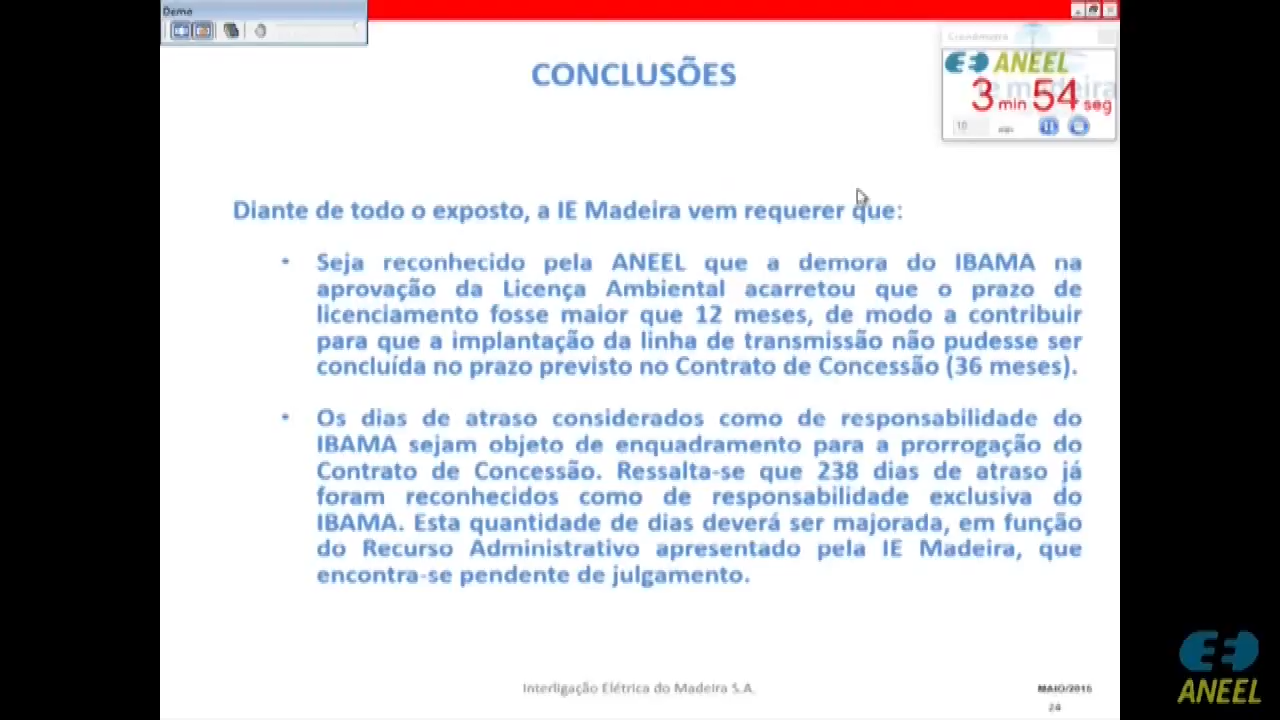 Demo
Cronômetro
ANEEL
3 min 54 seg
ie madeira
10
min
CONCLUSÕES
Diante de todo o exposto, a IE Madeira vem requerer que:
• Seja reconhecido pela ANEEL que a demora do IBAMA na
aprovação da Licença Ambiental acarretou que o prazo de
licenciamento fosse maior que 12 meses, de modo a contribuir
para que a implantação da linha de transmissão não pudesse ser
concluída no prazo previsto no Contrato de Concessão (36 meses).
• Os dias de atraso considerados como de responsabilidade do
IBAMA sejam objeto de enquadramento para a prorrogação do
Contrato de Concessão. Ressalta-se que 238 dias de atraso já
foram reconhecidos como de responsabilidade exclusiva do
IBAMA. Esta quantidade de dias deverá ser majorada, em função
do Recurso Administrativo apresentado pela IE Madeira, que
encontra-se pendente de julgamento.
Interligação Elétrica do Madeira S.A.
24
ANEEL